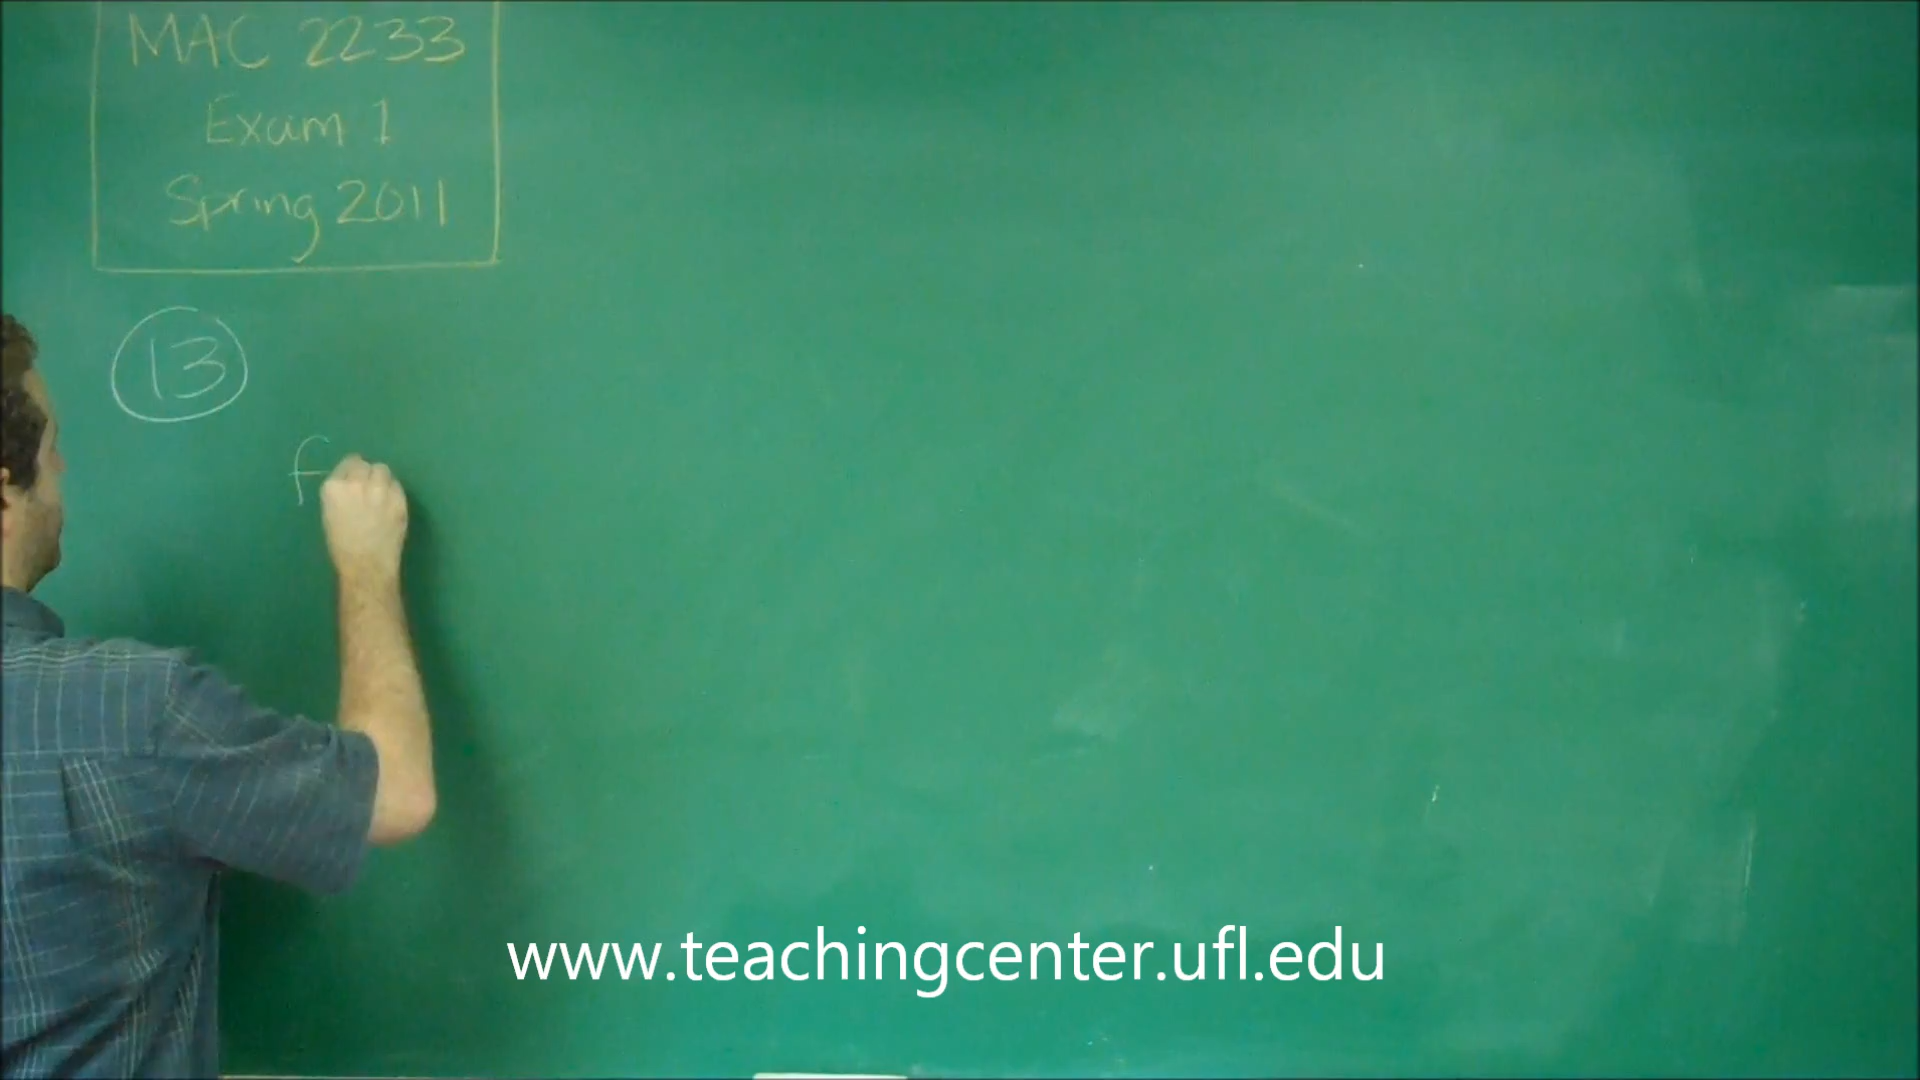 MAC 2233
Exam 1
Spring 2011
13
f
www.teachingcenter.ufl.edu